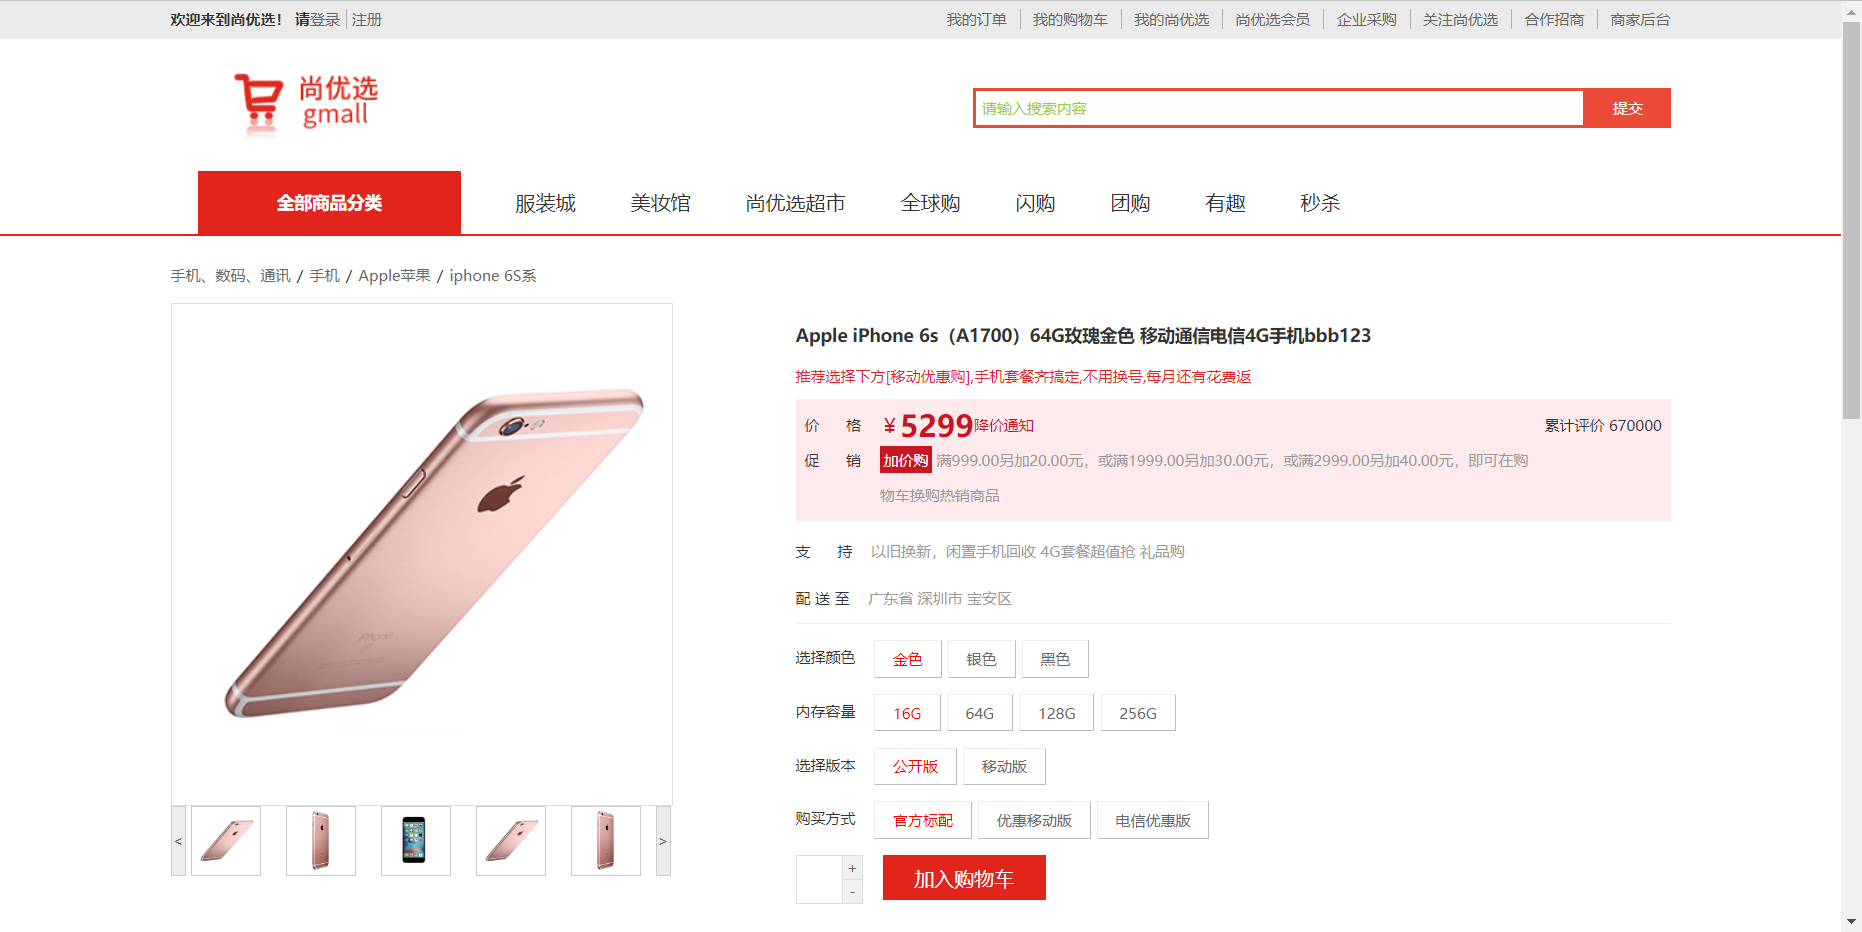 欢迎来到尚优选！ 请登录 注册 我的订单 我的购物车 我的尚优选 尚优选会员 企业采购 关注尚优选 合作招商 商家后台
尚优选
gmall
请输入搜索内容 提交
全部商品分类 服装城 美妆馆 尚优选超市 全球购 闪购 团购 有趣 秒杀
手机、数码、通讯 / 手机 / Apple苹果 / iphone 6S系
Apple iPhone 6s（A1700）64G玫瑰金色 移动通信电信4G手机bbb123
推荐选择下方[移动优惠购],手机套餐齐搞定,不用换号,每月还有花费返
价 格 ¥ 5299 降价通知 累计评价 670000
促 销 加价购 满999.00另加20.00元，或满1999.00另加30.00元，或满2999.00另加40.00元，即可在购
物车换购热销商品
支 持 以旧换新，闲置手机回收 4G套餐超值抢 礼品购
配 送 至 广东省 深圳市 宝安区
选择颜色 金色 银色 黑色
内存容量 16G 64G 128G 256G
选择版本 公开版 移动版
购买方式 官方标配 优惠移动版 电信优惠版
< > + - 加入购物车
iPhone